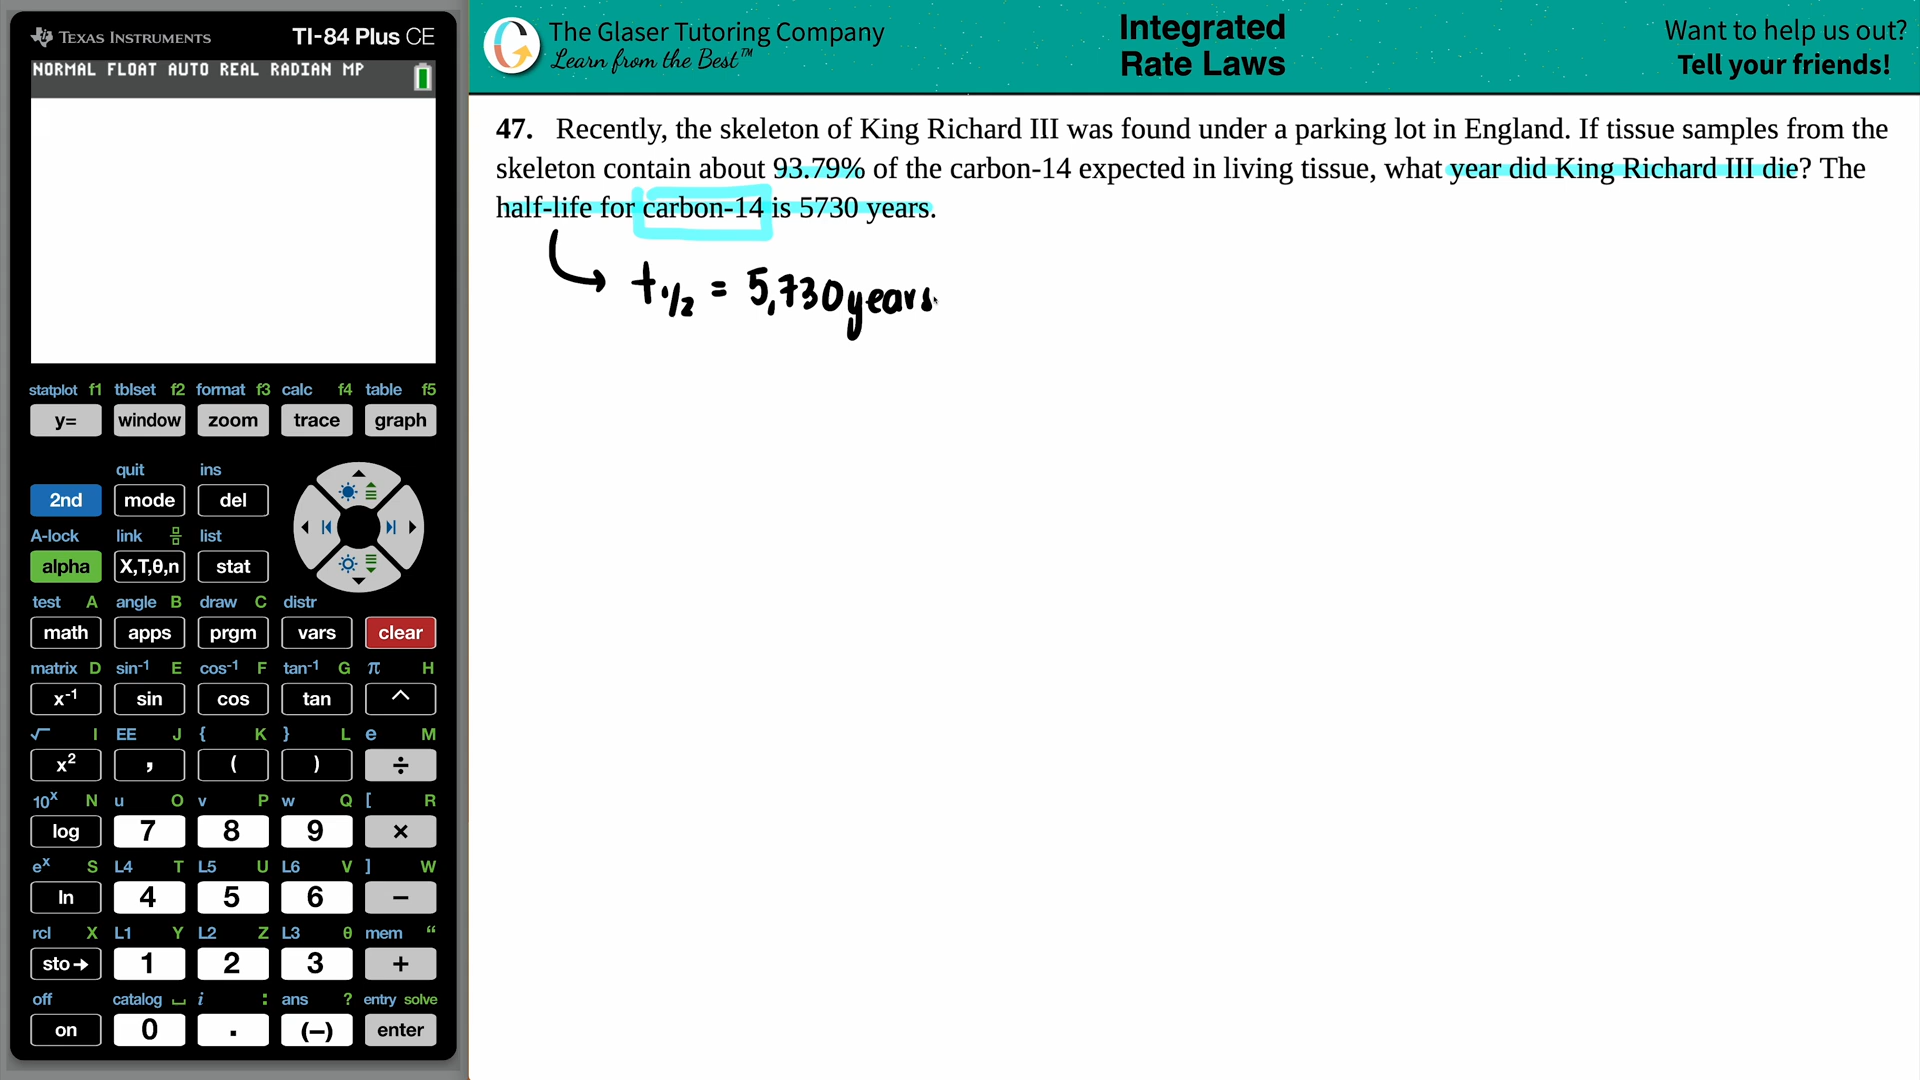 TEXAS INSTRUMENTS TI-84 Plus CE
NORMAL FLOAT AUTO REAL RADIAN MP
statplot f1 tblset f2 format f3 calc f4 table f5
y= window zoom trace graph
quit ins
2nd mode del
A-lock link list
alpha X,T,θ,n stat
test A angle B draw C distr
math apps prgm vars clear
matrix D sin⁻¹ E cos⁻¹ F tan⁻¹ G π H
x⁻¹ sin cos tan ^
√ I EE J { K } L e M
x² , ( ) ÷
10ˣ N u O v P w Q [ R
log 7 8 9 ×
eˣ S L4 T L5 U L6 V ] W
ln 4 5 6 −
rcl X L1 Y L2 Z L3 θ mem “
sto→ 1 2 3 +
off catalog ⎵ i : ans ? entry solve
on 0 . (–) enter
The Glaser Tutoring Company
Learn from the Best™
Integrated
Rate Laws
Want to help us out?
Tell your friends!
47. Recently, the skeleton of King Richard III was found under a parking lot in England. If tissue samples from the
skeleton contain about 93.79% of the carbon-14 expected in living tissue, what year did King Richard III die? The
half-life for carbon-14 is 5730 years.
t1/2 = 5,730 years